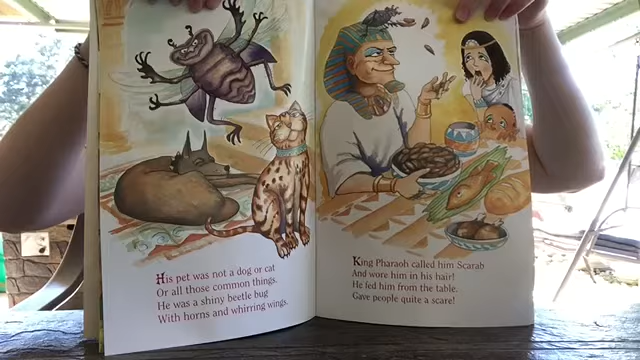 His pet was not a dog or cat
Or all those common things.
He was a shiny beetle bug
With horns and whirring wings.
King Pharaoh called him Scarab
And wore him in his hair!
He fed him from the table.
Gave people quite a scare!